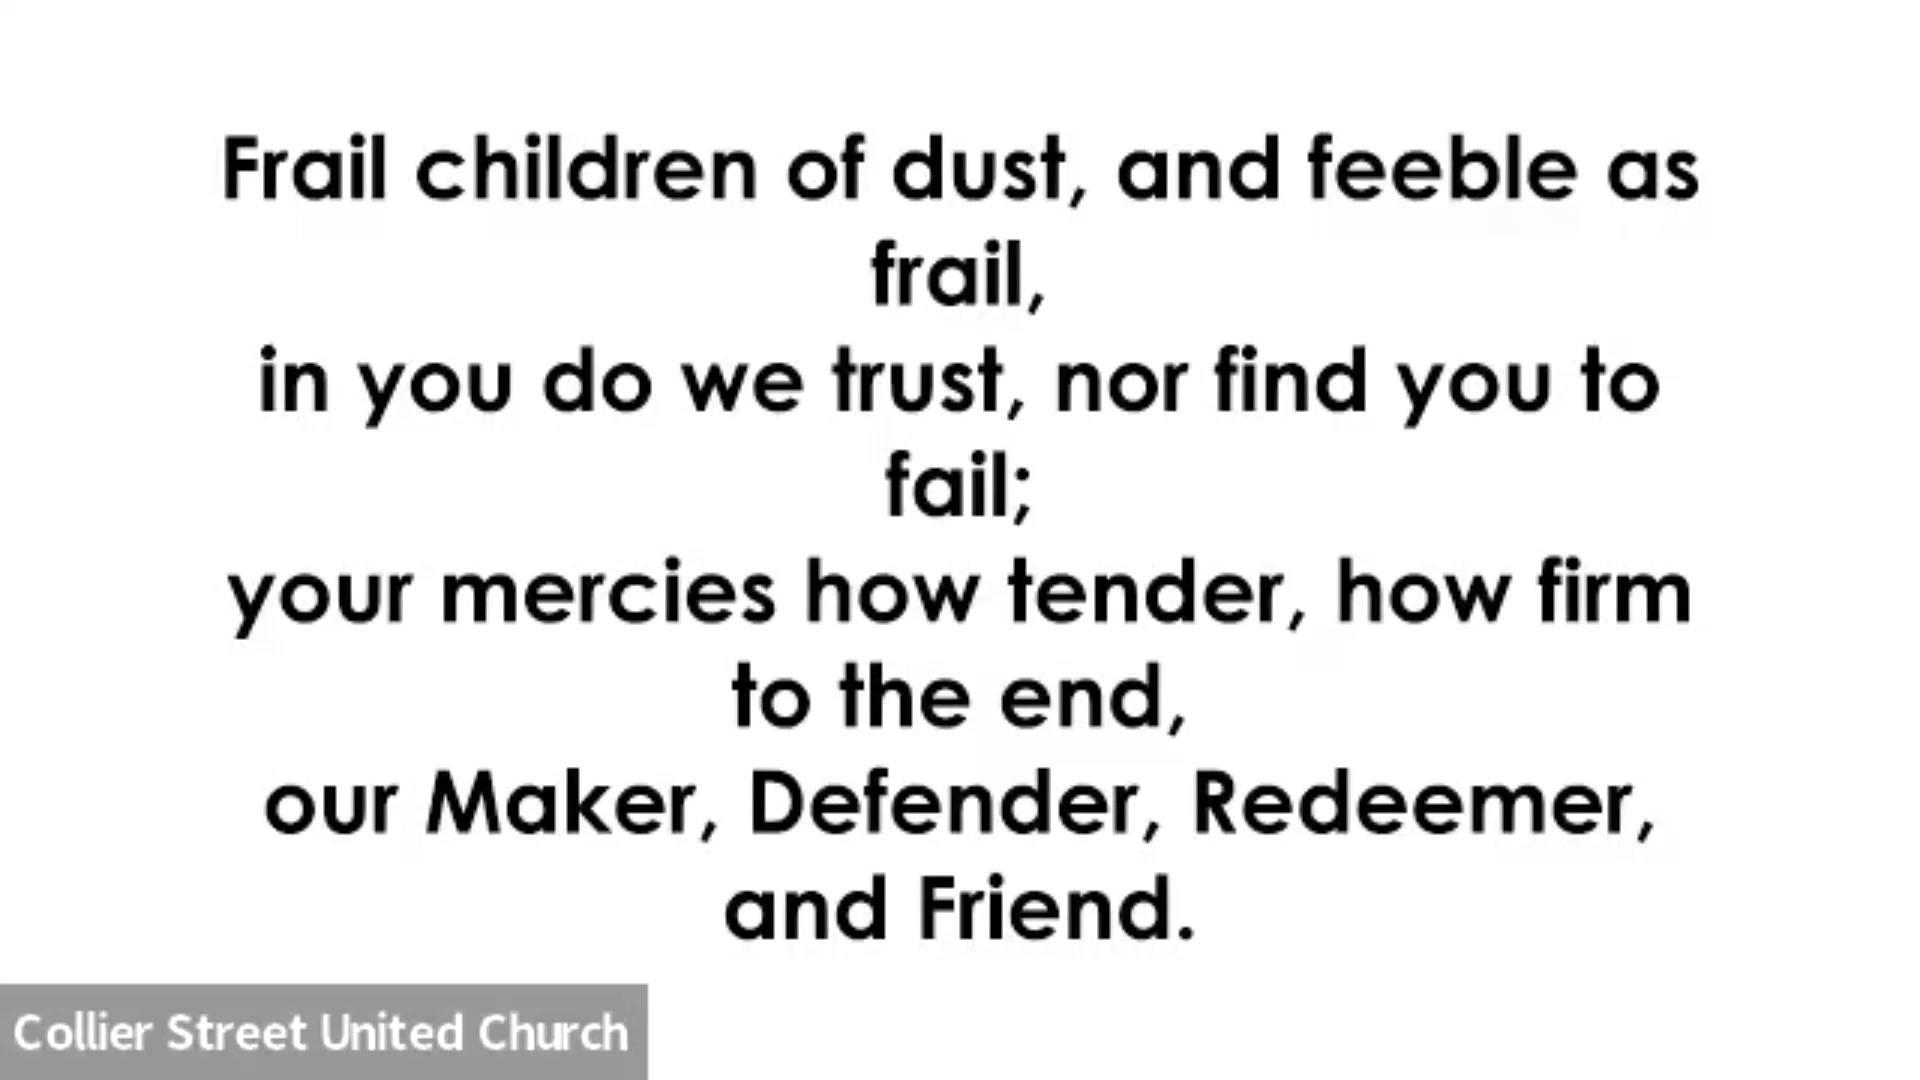 Frail children of dust, and feeble as
frail,
in you do we trust, nor find you to
fail;
your mercies how tender, how firm
to the end,
our Maker, Defender, Redeemer,
and Friend.
Collier Street United Church